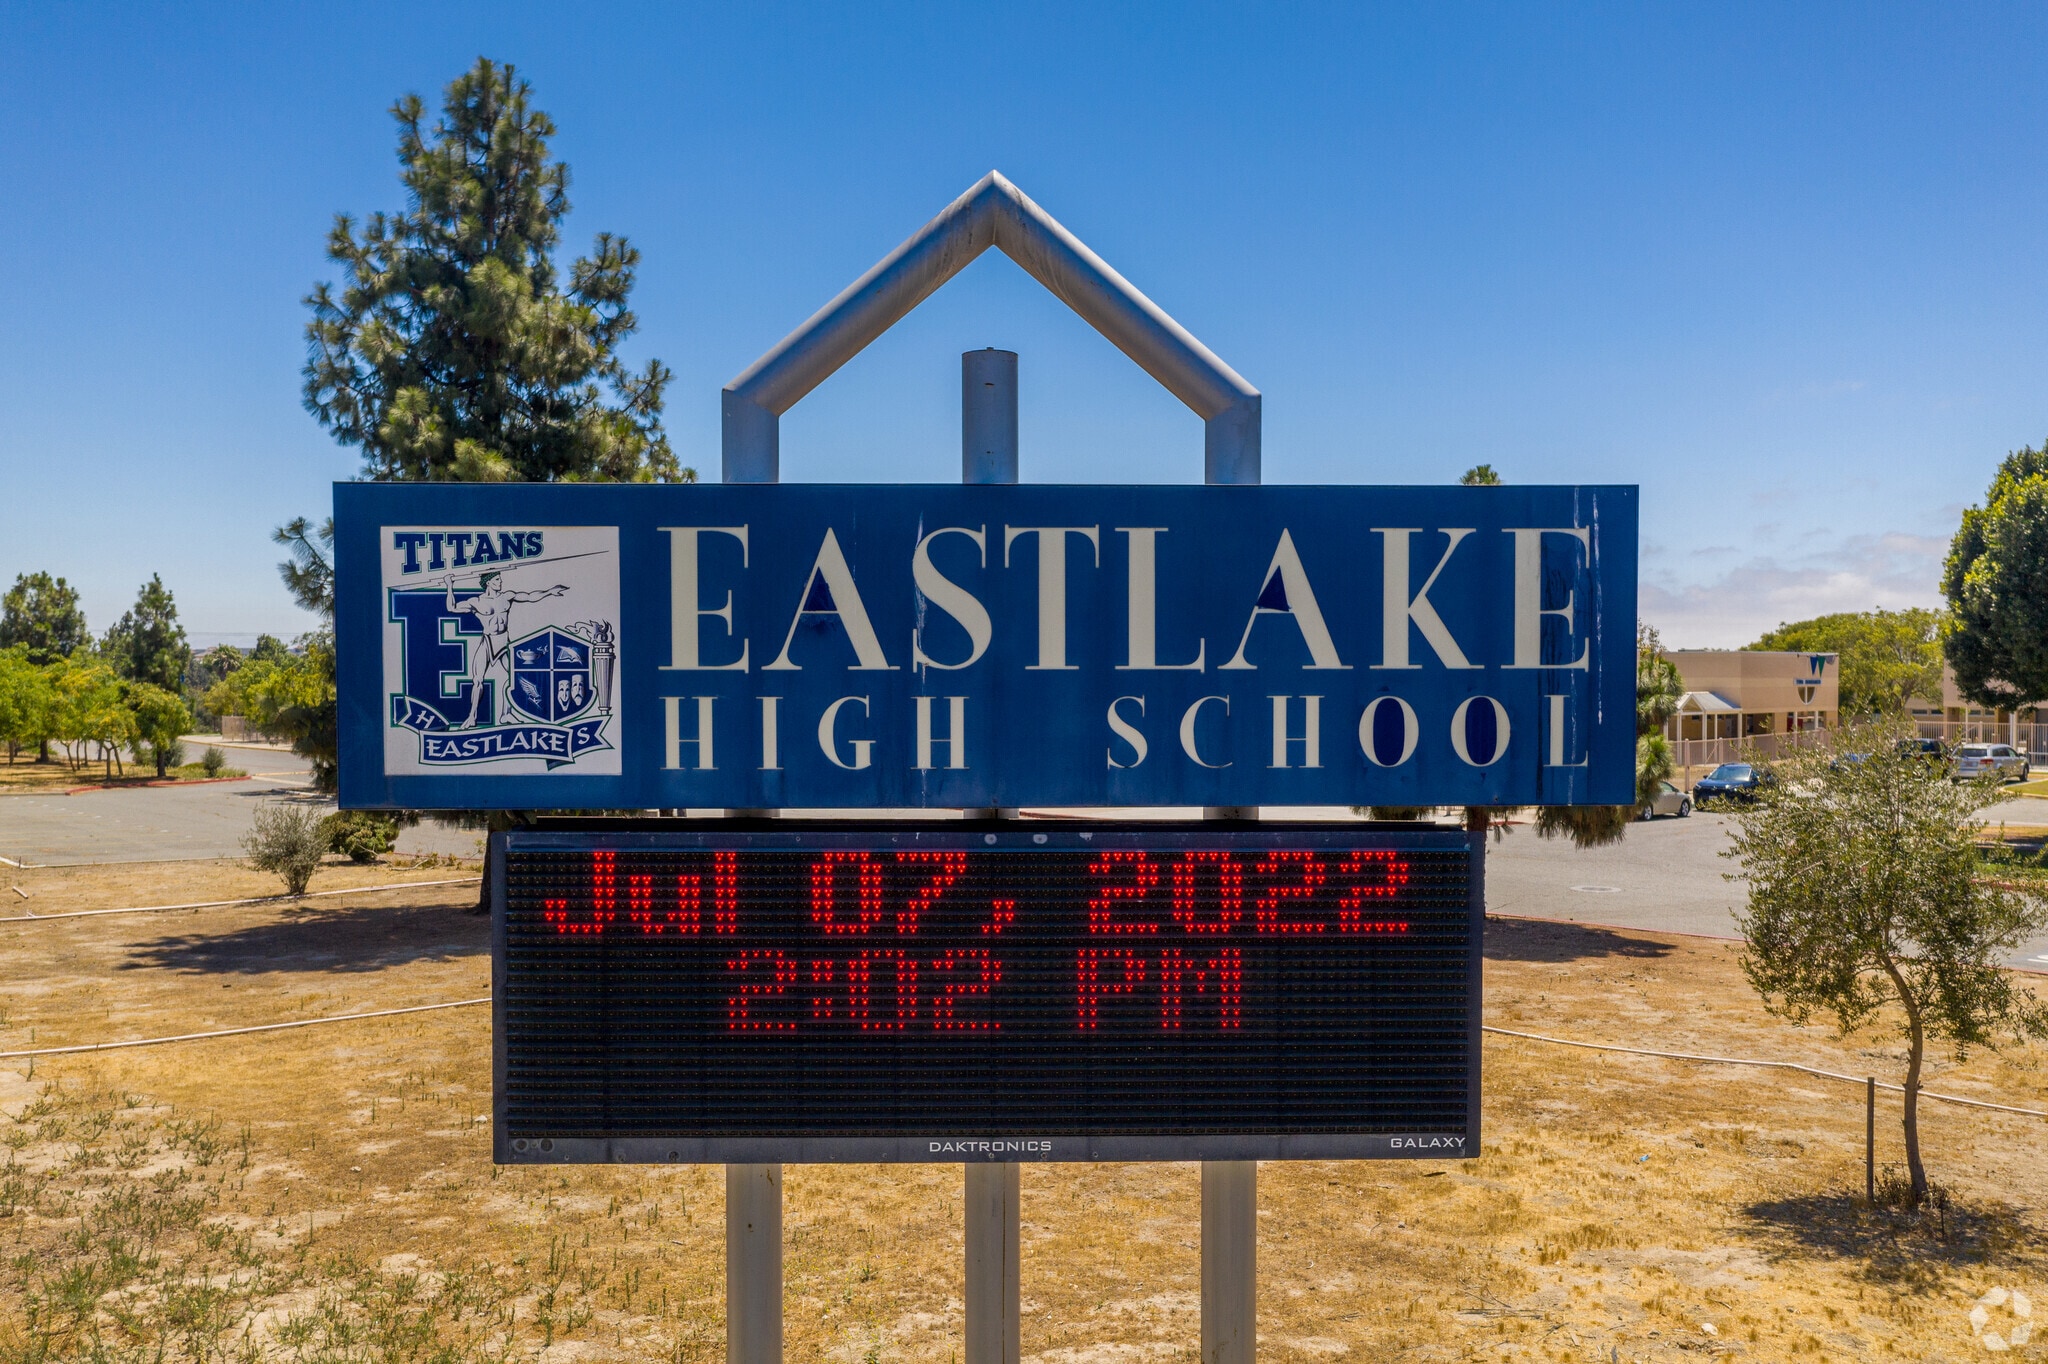 TITANS
E
H S
EASTLAKE
EASTLAKE
HIGH SCHOOL
Jul 07, 2022
2:02 PM
DAKTRONICS
GALAXY